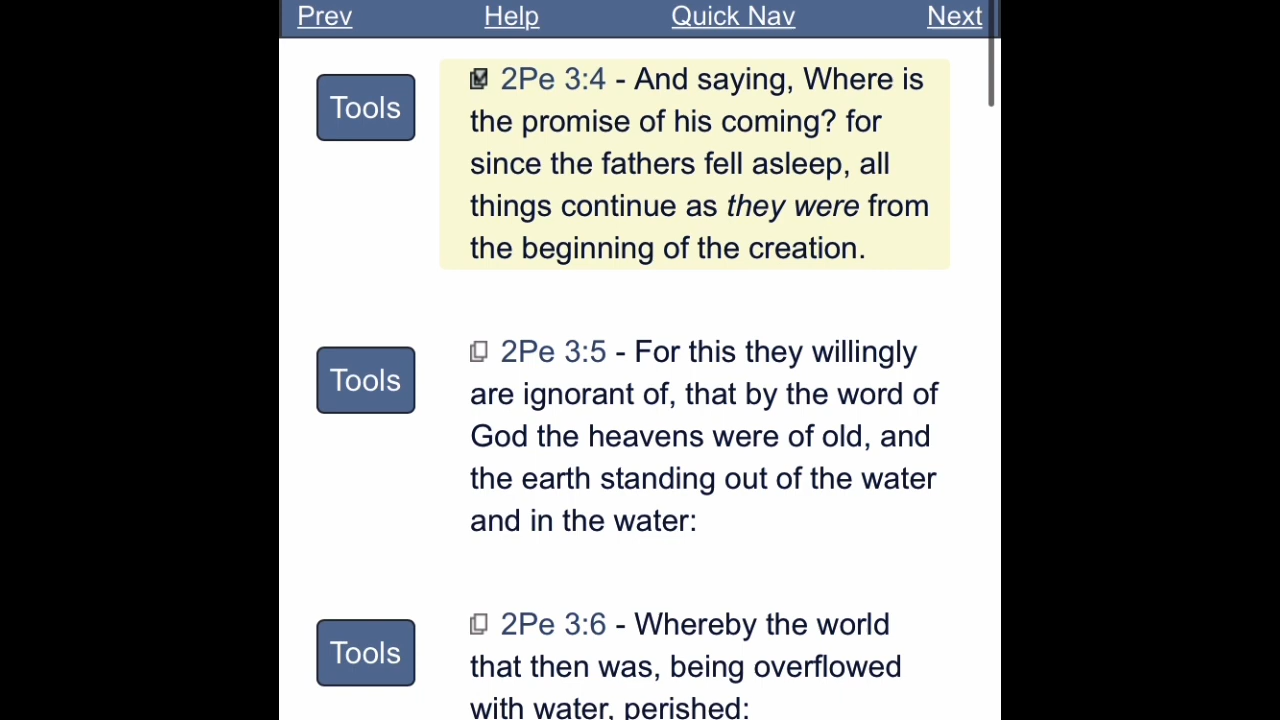 Prev Help Quick Nav Next
Tools
2Pe 3:4 - And saying, Where is
the promise of his coming? for
since the fathers fell asleep, all
things continue as they were from
the beginning of the creation.
Tools
2Pe 3:5 - For this they willingly
are ignorant of, that by the word of
God the heavens were of old, and
the earth standing out of the water
and in the water:
Tools
2Pe 3:6 - Whereby the world
that then was, being overflowed
with water, perished: